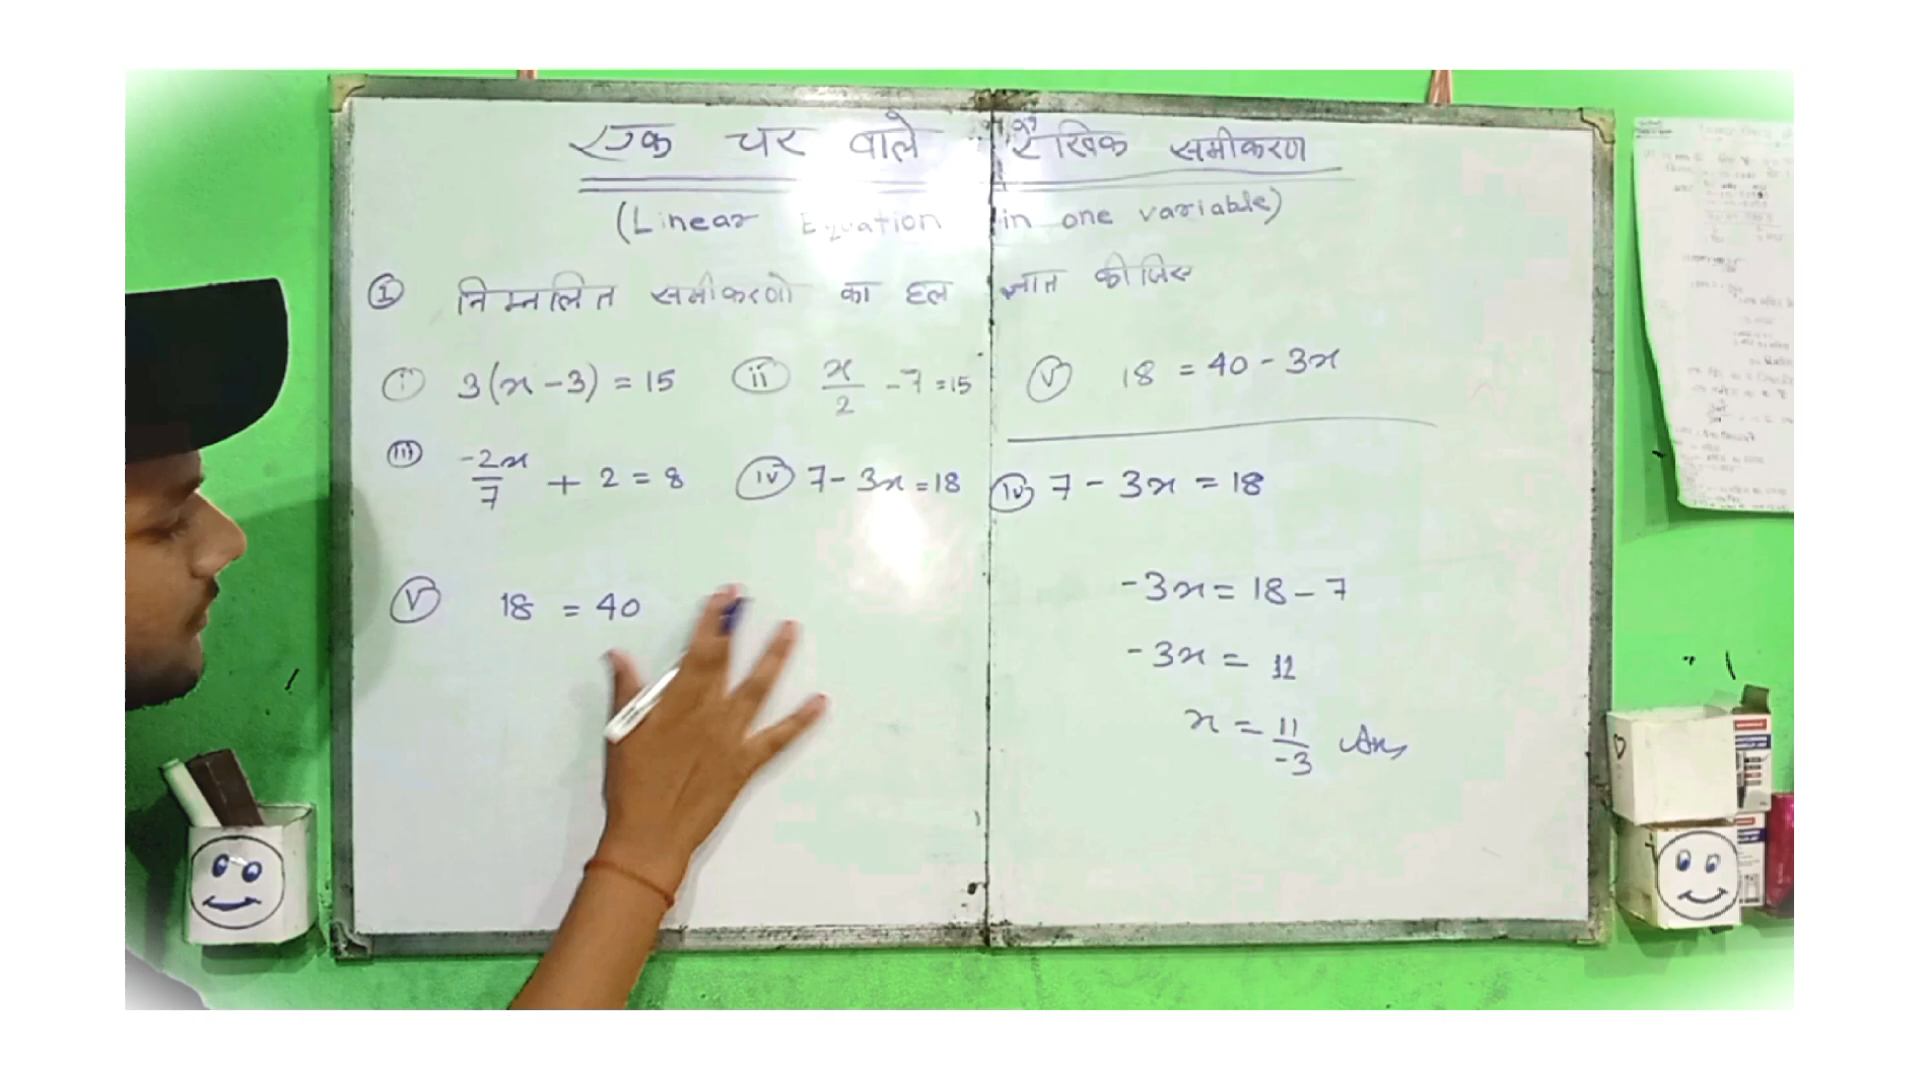 एक चर वाले रैखिक समीकरण
(Linear Equation in one variable)
I निम्नलित समीकरणो का हल ज्ञात कीजिए
i 3(x-3) = 15 ii x/2 - 7 = 15 v 18 = 40 - 3x
iii -2x/7 + 2 = 8 iv 7 - 3x = 18
v 18 = 40
iv 7 - 3x = 18
-3x = 18 - 7
-3x = 11
x = 11/-3 Ans